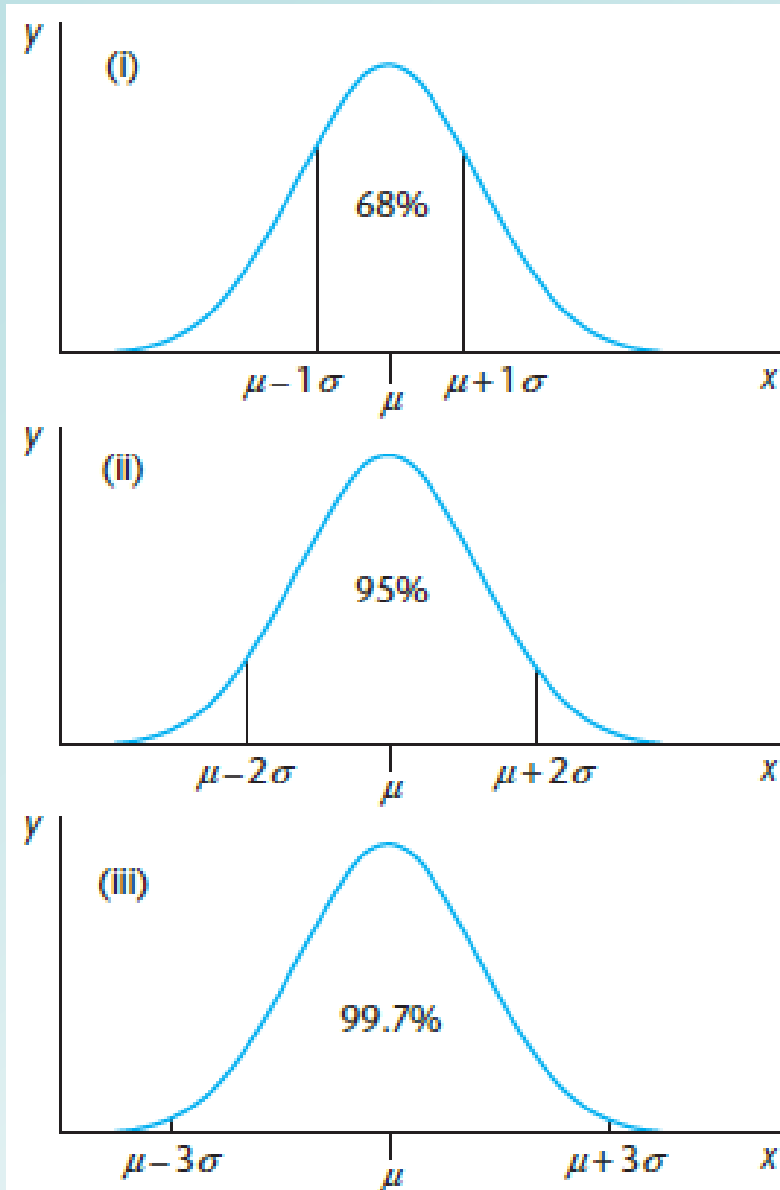 y
(i)
68%
μ–1σ μ μ+1σ x
y
(ii)
95%
μ–2σ μ μ+2σ x
y
(iii)
99.7%
μ–3σ μ μ+3σ x